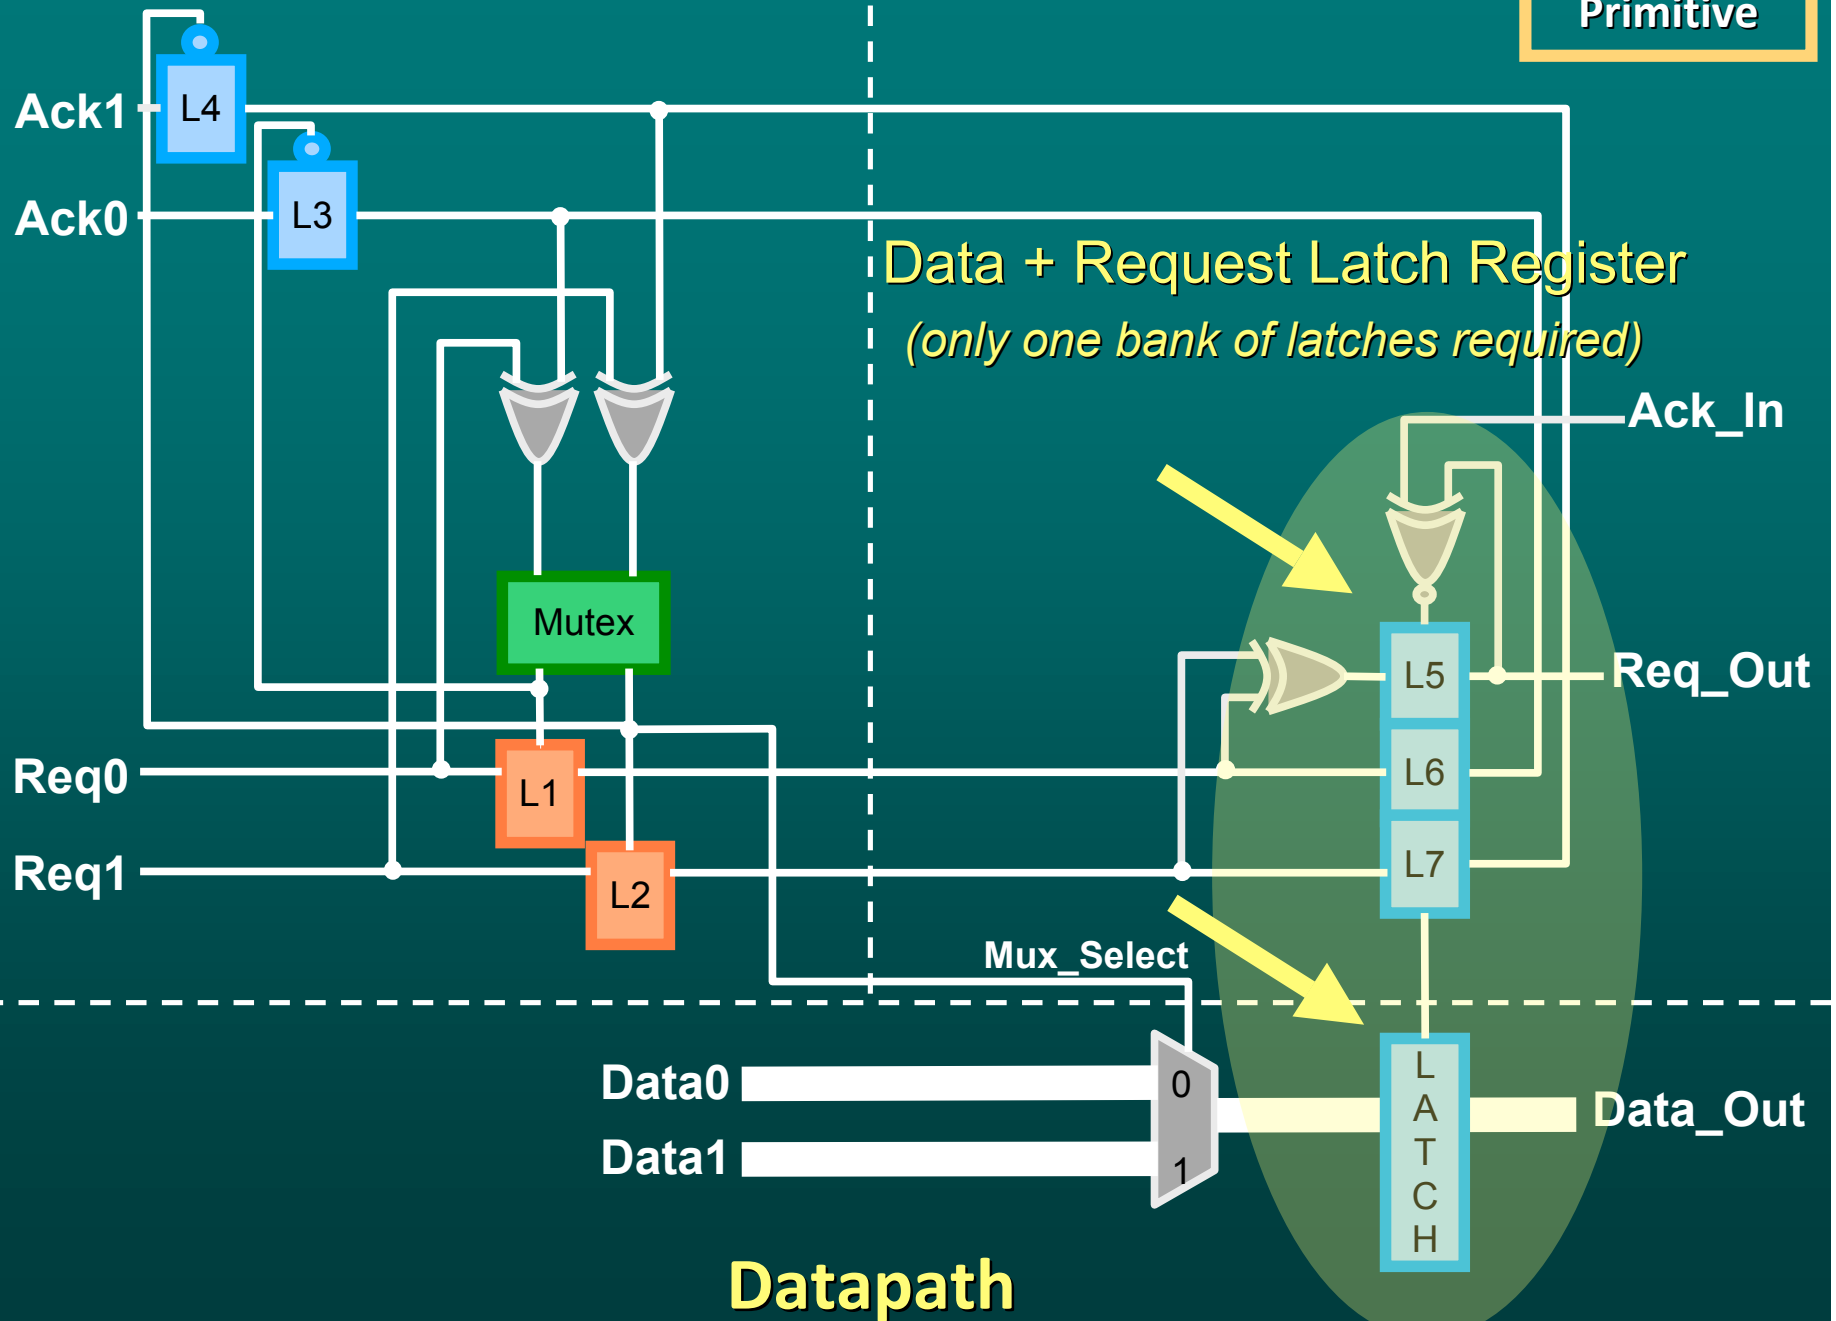 Primitive
Ack1
L4
Ack0
L3
Data + Request Latch Register
(only one bank of latches required)
Ack_In
Mutex
L5
Req_Out
Req0
L1
L6
Req1
L2
L7
Mux_Select
Data0
0
Data1
1
LATCH
Data_Out
Datapath